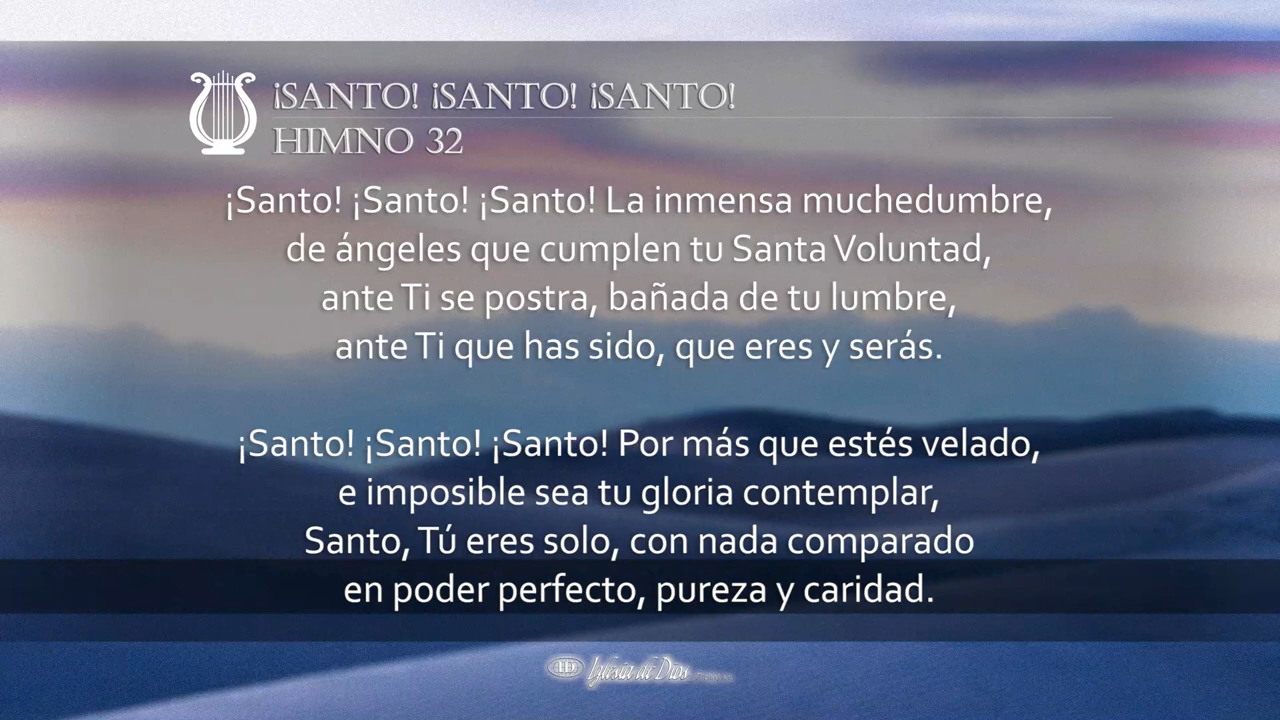 ¡SANTO! ¡SANTO! ¡SANTO!
HIMNO 32
¡Santo! ¡Santo! ¡Santo! La inmensa muchedumbre,
de ángeles que cumplen tu Santa Voluntad,
ante Ti se postra, bañada de tu lumbre,
ante Ti que has sido, que eres y serás.
¡Santo! ¡Santo! ¡Santo! Por más que estés velado,
e imposible sea tu gloria contemplar,
Santo, Tú eres solo, con nada comparado
en poder perfecto, pureza y caridad.
Iglesia de Dios